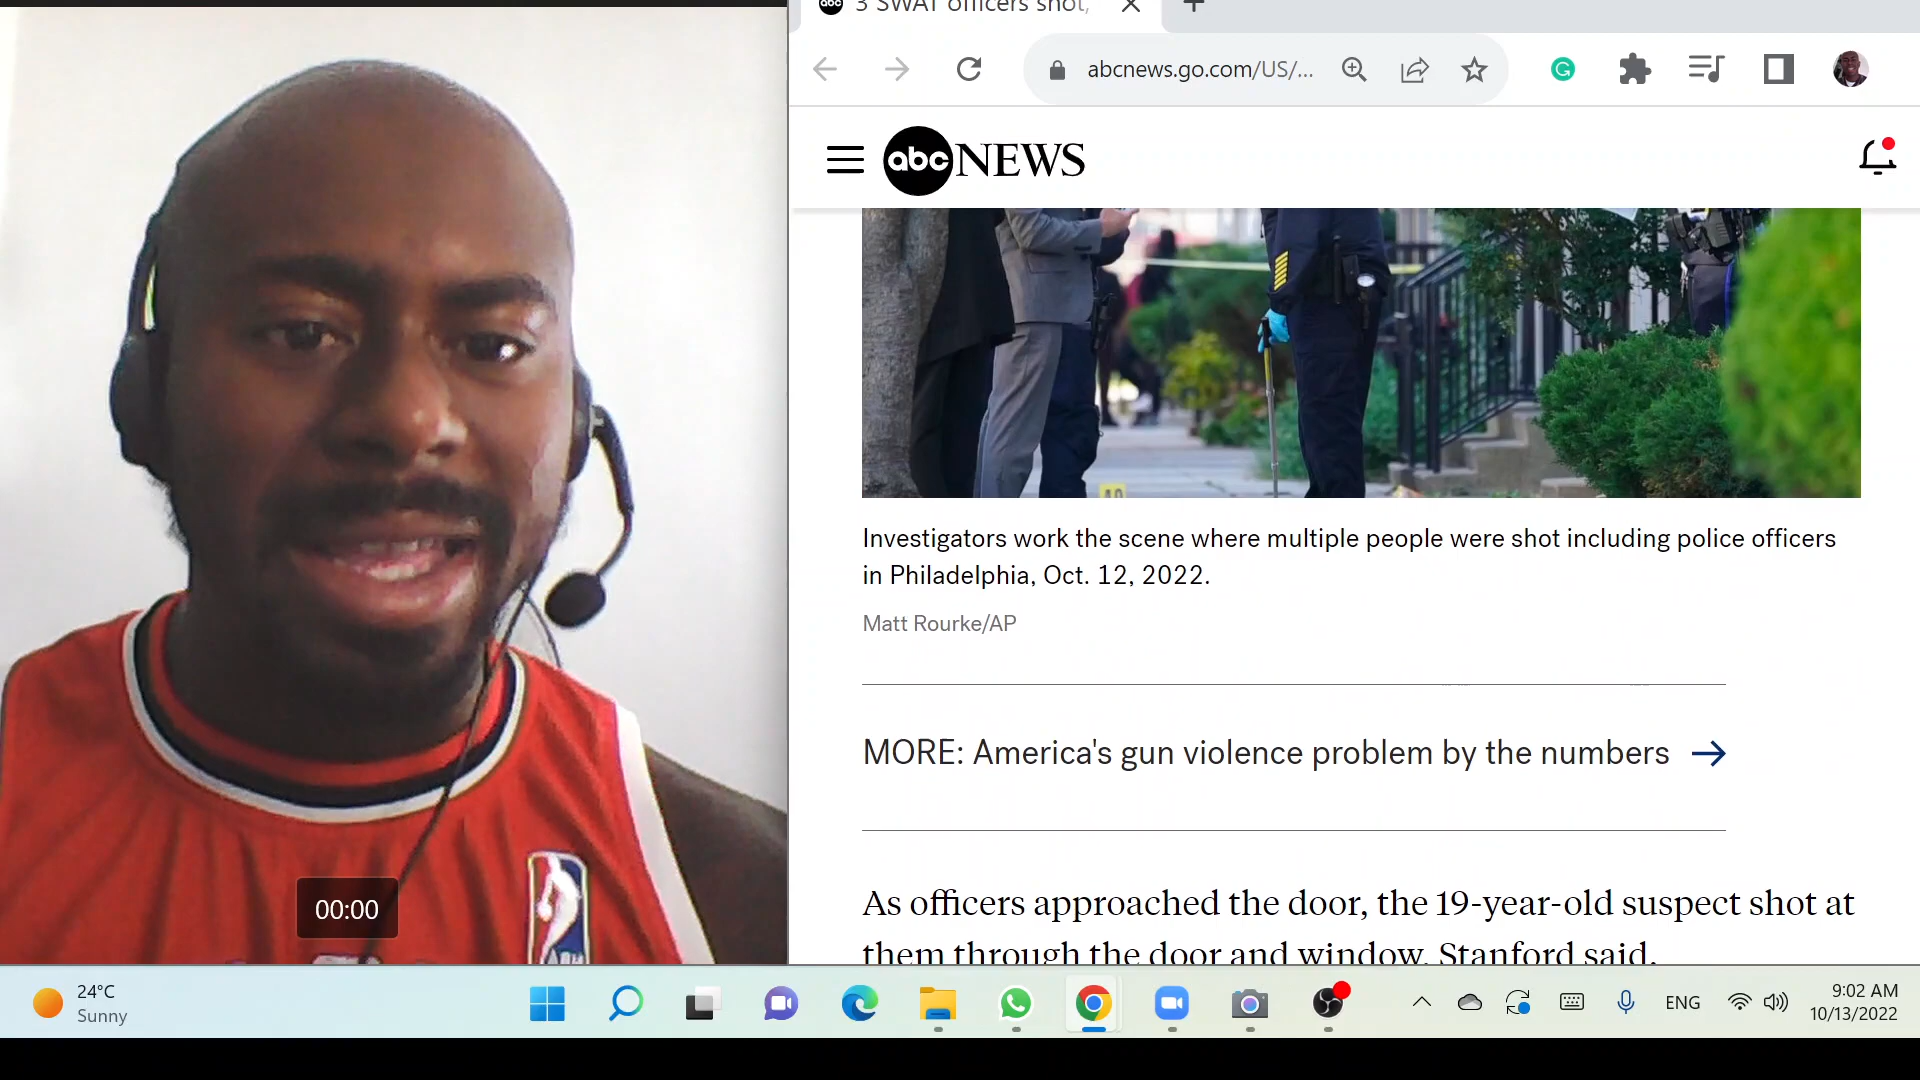 3 SWAT officers shot,
abcnews.go.com/US/...
abc NEWS
Investigators work the scene where multiple people were shot including police officers
in Philadelphia, Oct. 12, 2022.
Matt Rourke/AP
MORE: America's gun violence problem by the numbers
As officers approached the door, the 19-year-old suspect shot at
them through the door and window, Stanford said.
00:00
24°C
Sunny
ENG
9:02 AM
10/13/2022